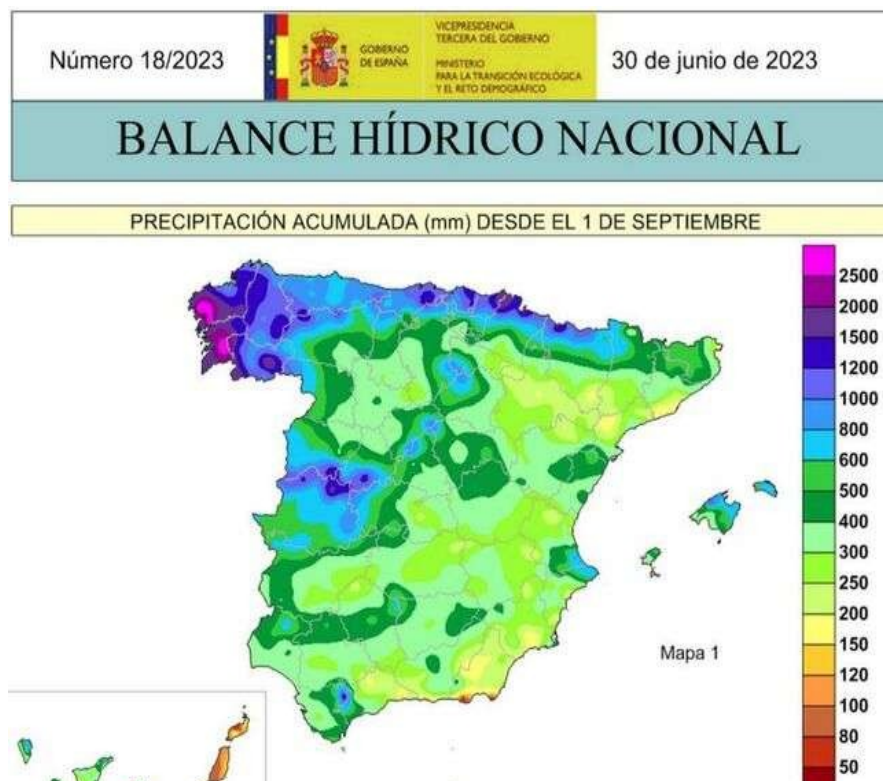 Número 18/2023
GOBIERNO
DE ESPAÑA
VICEPRESIDENCIA
TERCERA DEL GOBIERNO
MINISTERIO
PARA LA TRANSICIÓN ECOLÓGICA
Y EL RETO DEMOGRÁFICO
30 de junio de 2023
BALANCE HÍDRICO NACIONAL
PRECIPITACIÓN ACUMULADA (mm) DESDE EL 1 DE SEPTIEMBRE
2500
2000
1500
1200
1000
800
600
500
400
300
250
200
150
120
100
80
50
Mapa 1